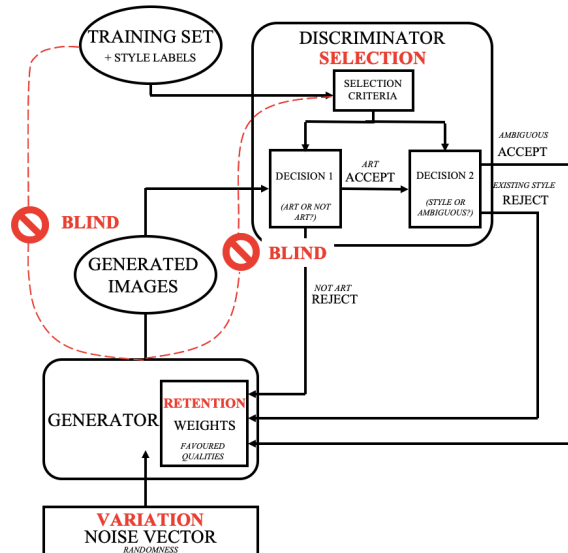 TRAINING SET
+ STYLE LABELS
DISCRIMINATOR
SELECTION
SELECTION
CRITERIA
DECISION 1
(ART OR NOT
ART?)
ART
ACCEPT
DECISION 2
(STYLE OR
AMBIGUOUS?)
AMBIGUOUS
ACCEPT
EXISTING STYLE
REJECT
BLIND
BLIND
GENERATED
IMAGES
NOT ART
REJECT
GENERATOR
RETENTION
WEIGHTS
FAVOURED
QUALITIES
VARIATION
NOISE VECTOR
RANDOMNESS